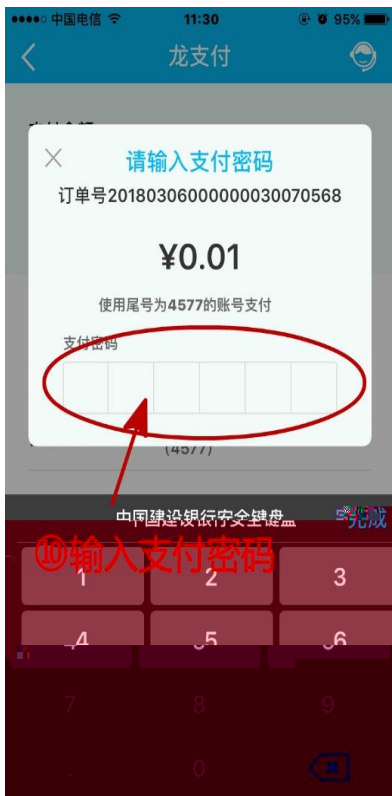 中国电信 11:30 95%
龙支付
请输入支付密码
订单号20180306000000030070568
¥0.01
使用尾号为4577的账号支付
支付密码
(4577)
中国建设银行安全键盘 完成
⑩输入支付密码
1 2 3
4 5 6
7 8 9
. 0